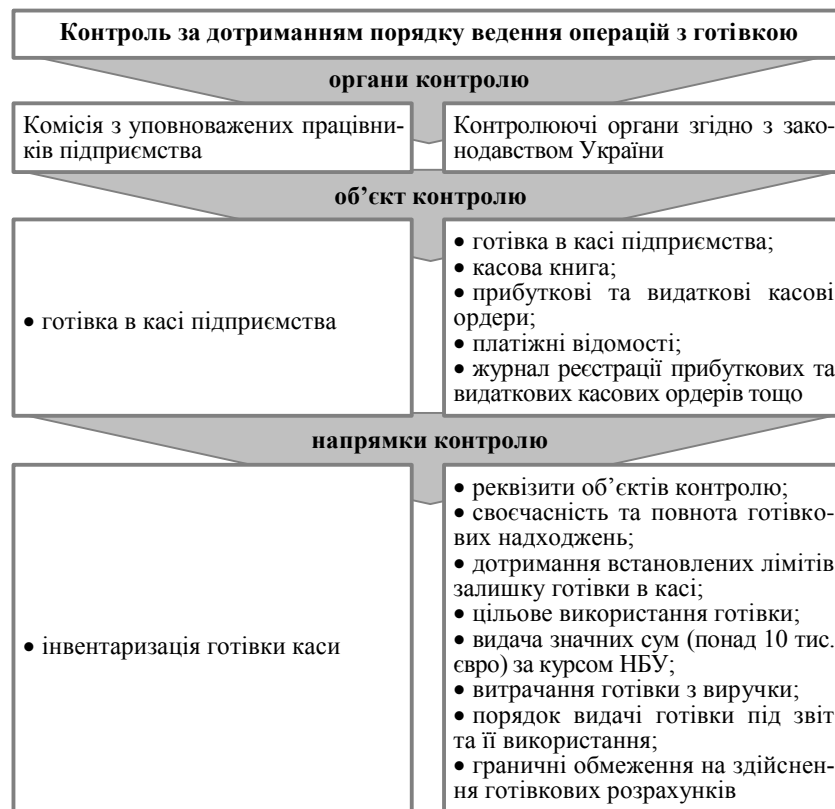 Контроль за дотриманням порядку ведення операцій з готівкою
органи контролю
Комісія з уповноважених працівни-
ків підприємства
Контролюючі органи згідно з зако-
нодавством України
об’єкт контролю
• готівка в касі підприємства
• готівка в касі підприємства;
• касова книга;
• прибуткові та видаткові касові
ордери;
• платіжні відомості;
• журнал реєстрації прибуткових та
видаткових касових ордерів тощо
напрямки контролю
• інвентаризація готівки каси
• реквізити об’єктів контролю;
• своєчасність та повнота готівко-
вих надходжень;
• дотримання встановлених лімітів
залишку готівки в касі;
• цільове використання готівки;
• видача значних сум (понад 10 тис.
євро) за курсом НБУ;
• витрачання готівки з виручки;
• порядок видачі готівки під звіт
та її використання;
• граничні обмеження на здійснен-
ня готівкових розрахунків